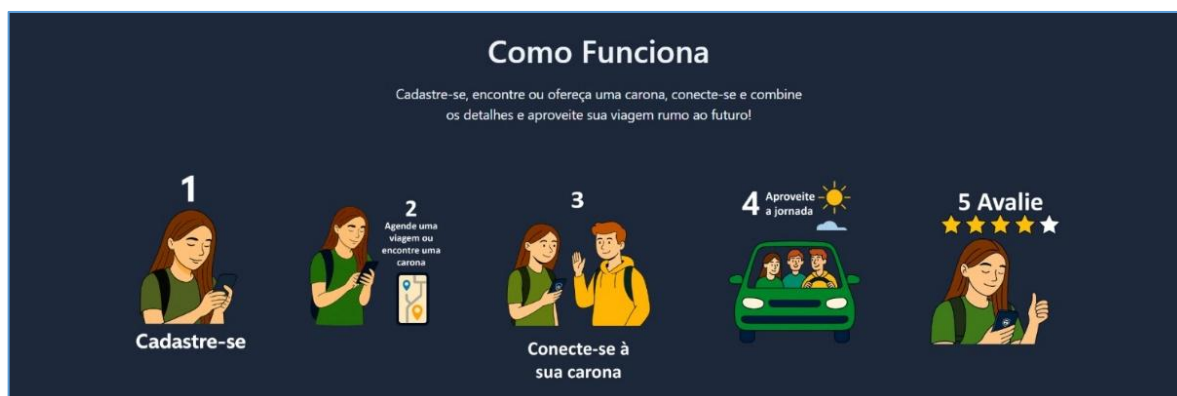 Como Funciona
Cadastre-se, encontre ou ofereça uma carona, conecte-se e combine
os detalhes e aproveite sua viagem rumo ao futuro!
1
Cadastre-se
2
Agende uma
viagem ou
encontre uma
carona
3
Conecte-se à
sua carona
4 Aproveite
a jornada
5 Avalie